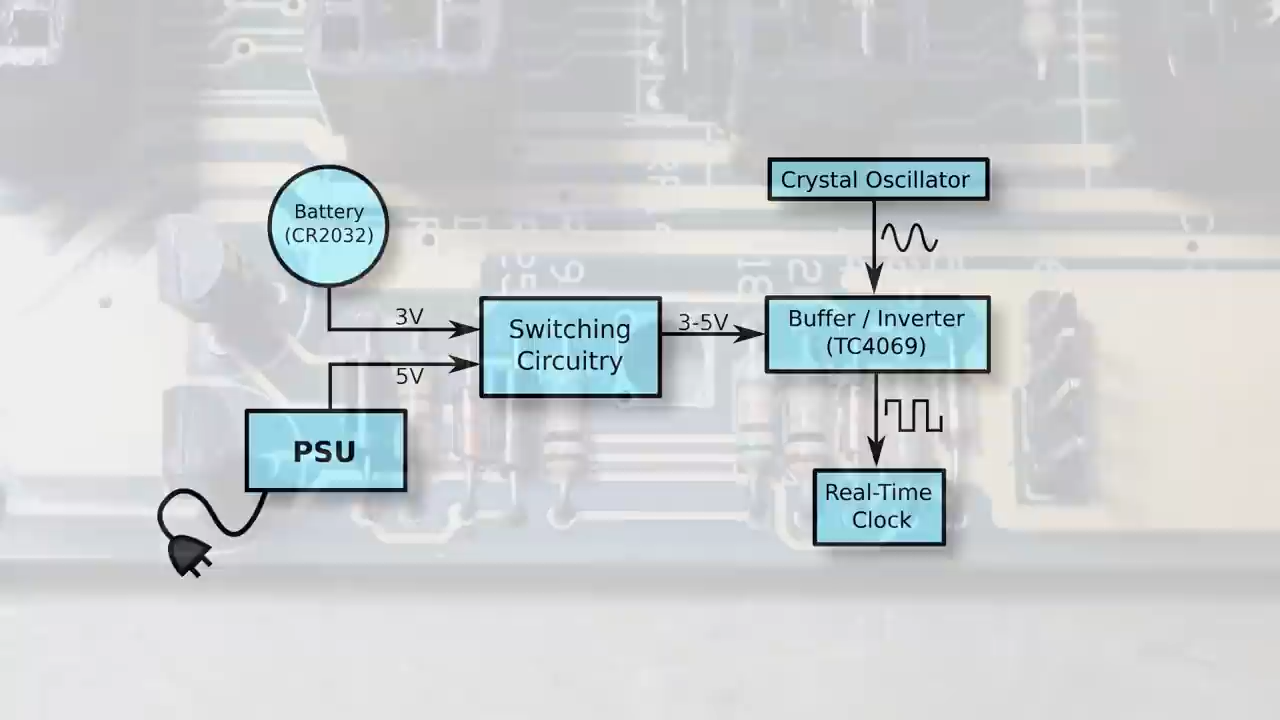 Crystal Oscillator
Battery
(CR2032)
3V
Switching
Circuitry
3-5V
Buffer / Inverter
(TC4069)
5V
PSU
Real-Time
Clock